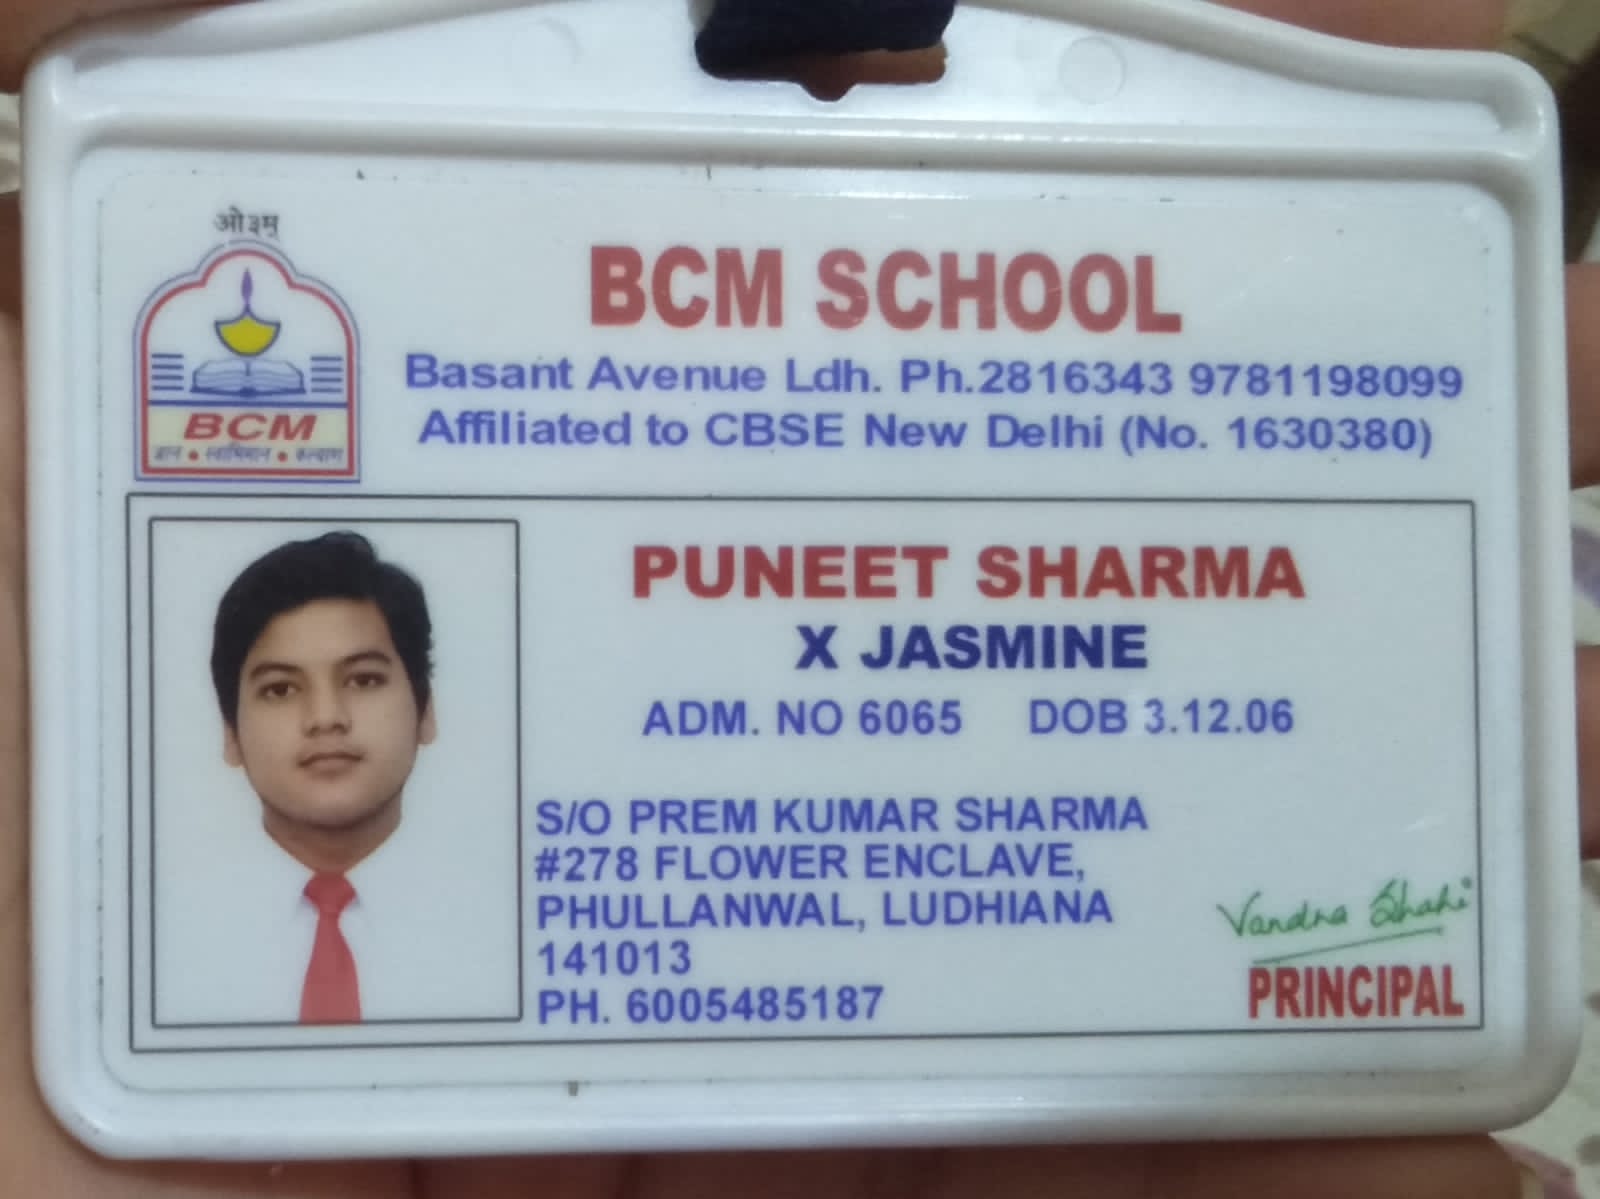 ओ३म्
BCM
ज्ञान • स्वाभिमान • कल्याण
BCM SCHOOL
Basant Avenue Ldh. Ph.2816343 9781198099
Affiliated to CBSE New Delhi (No. 1630380)
PUNEET SHARMA
X JASMINE
ADM. NO 6065 DOB 3.12.06
S/O PREM KUMAR SHARMA
#278 FLOWER ENCLAVE,
PHULLANWAL, LUDHIANA
141013
PH. 6005485187
Vandna Shahi
PRINCIPAL